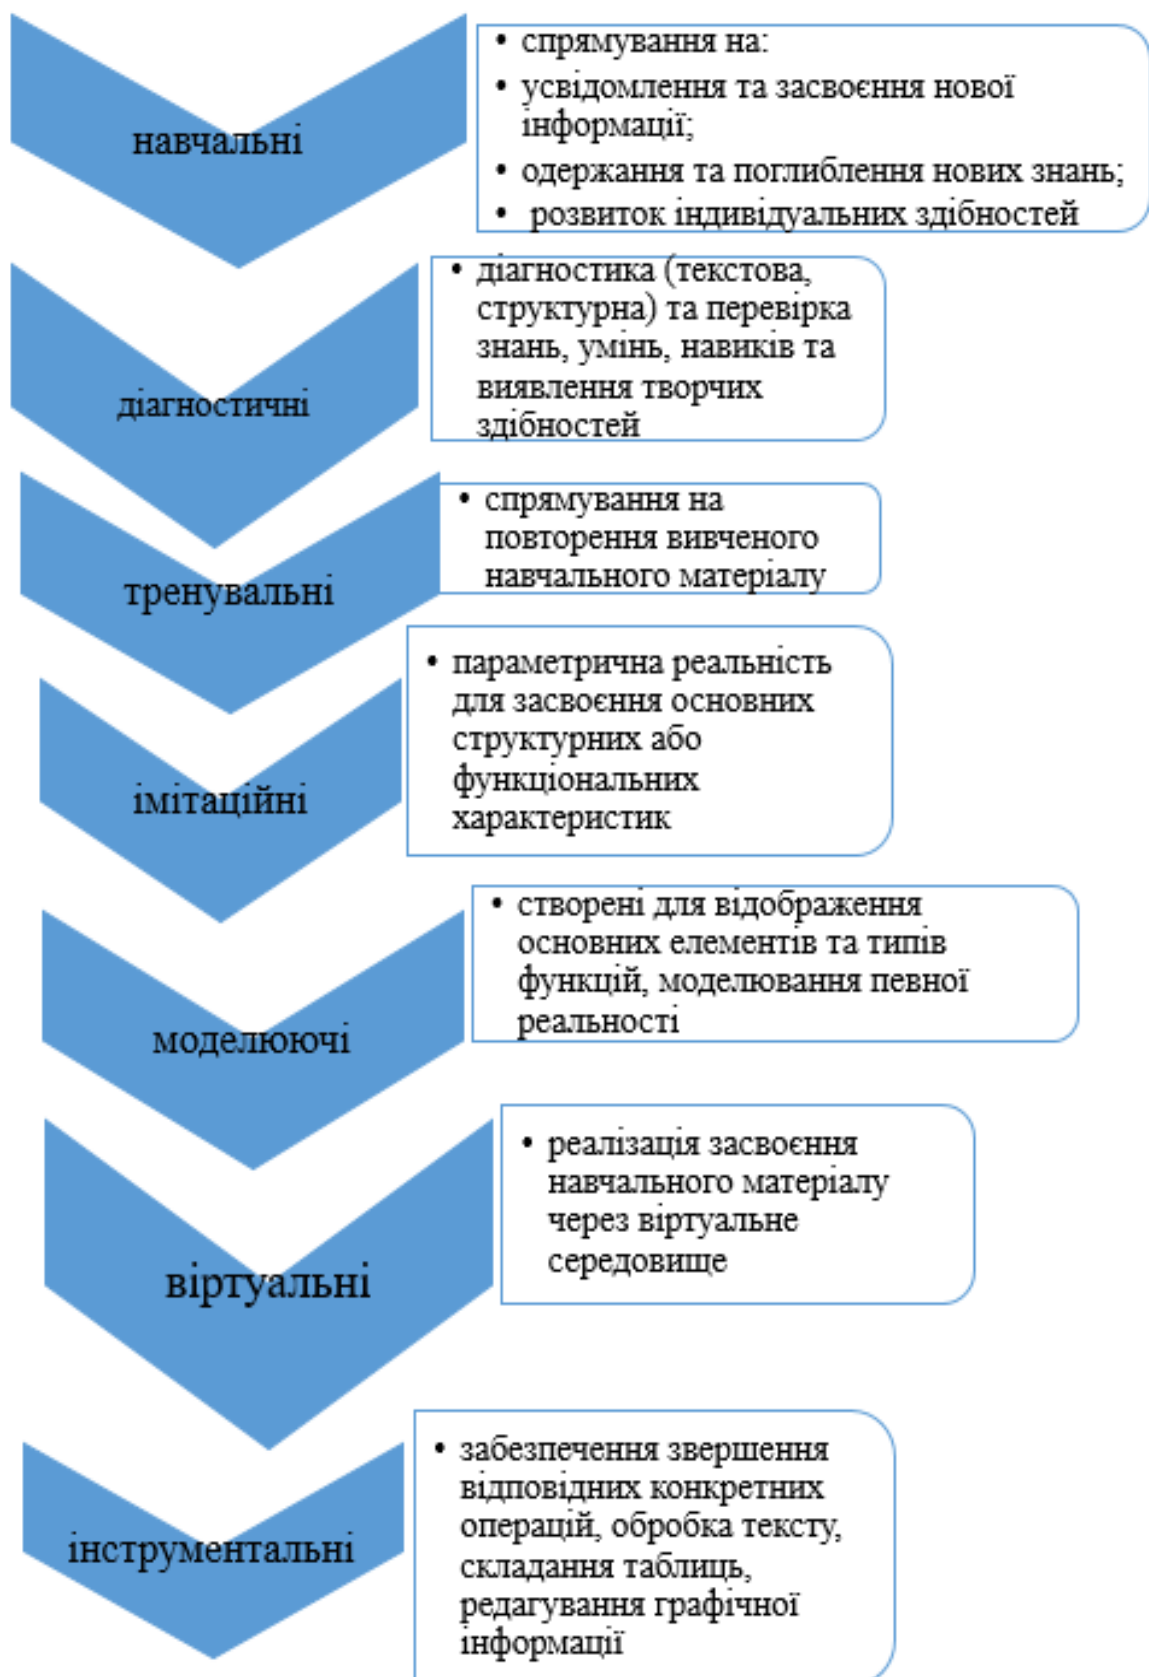 навчальні
• спрямування на:
• усвідомлення та засвоєння нової
інформації;
• одержання та поглиблення нових знань;
• розвиток індивідуальних здібностей
діагностичні
• діагностика (текстова,
структурна) та перевірка
знань, умінь, навиків та
виявлення творчих
здібностей
тренувальні
• спрямування на
повторення вивченого
навчального матеріалу
імітаційні
• параметрична реальність
для засвоєння основних
структурних або
функціональних
характеристик
моделюючі
• створені для відображення
основних елементів та типів
функцій, моделювання певної
реальності
віртуальні
• реалізація засвоєння
навчального матеріалу
через віртуальне
середовище
інструментальні
• забезпечення звершення
відповідних конкретних
операцій, обробка тексту,
складання таблиць,
редагування графічної
інформації